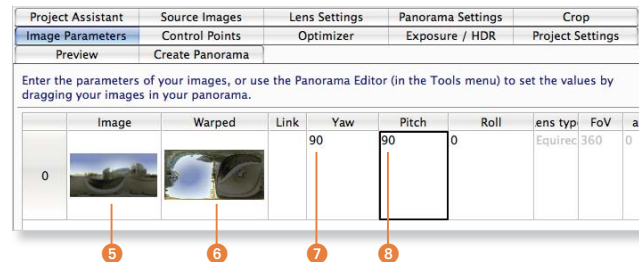 Project Assistant Source Images Lens Settings Panorama Settings Crop
Image Parameters Control Points Optimizer Exposure / HDR Project Settings
Preview Create Panorama
Enter the parameters of your images, or use the Panorama Editor (in the Tools menu) to set the values by
dragging your images in your panorama.
Image Warped Link Yaw Pitch Roll .ens typ FoV a
0 90 90 0 Equirec 360 0
5 6 7 8